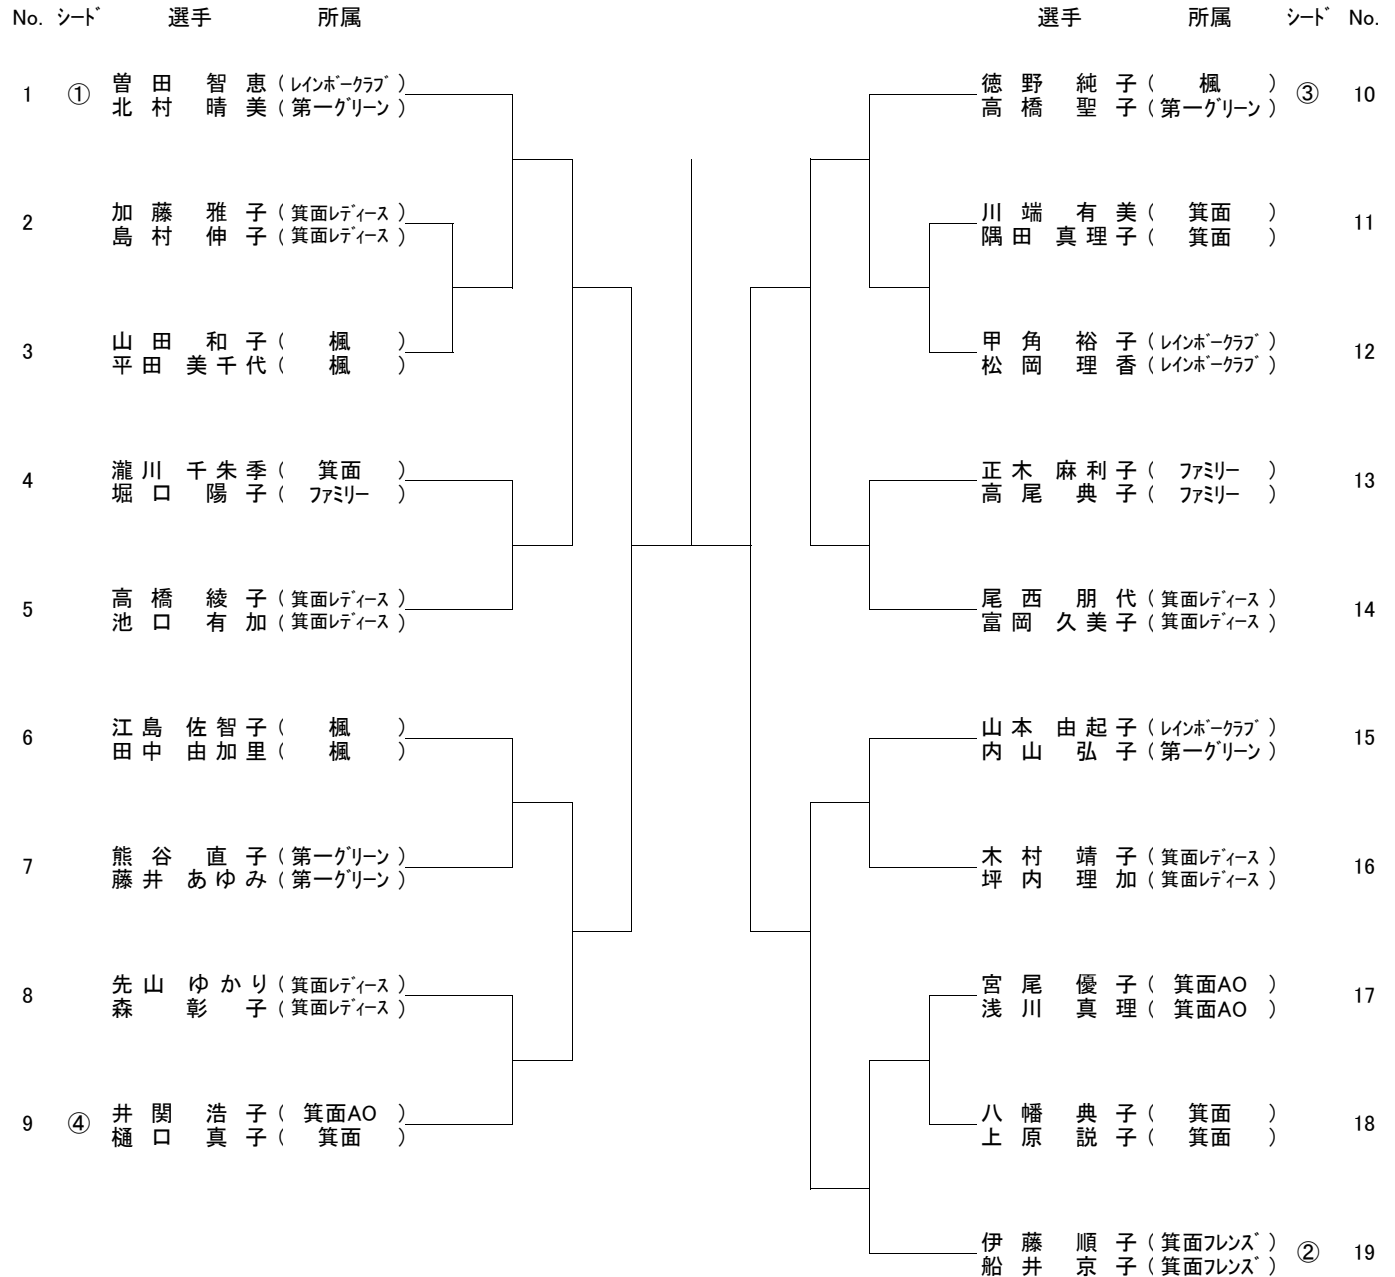 No. シード 選手 所属 選手 所属 シード No.
1 ① 曽田 智恵 (レインボークラブ)
北村 晴美 (第一グリーン)
2 加藤 雅子 (箕面レディース)
島村 伸子 (箕面レディース)
3 山田 和子 (楓)
平田 美千代 (楓)
4 瀧川 千朱季 (箕面)
堀口 陽子 (ファミリー)
5 高橋 綾子 (箕面レディース)
池口 有加 (箕面レディース)
6 江島 佐智子 (楓)
田中 由加里 (楓)
7 熊谷 直子 (第一グリーン)
藤井 あゆみ (第一グリーン)
8 先山 ゆかり (箕面レディース)
森 彰子 (箕面レディース)
9 ④ 井関 浩子 (箕面AO)
樋口 真子 (箕面)
徳野 純子 (楓) ③ 10
高橋 聖子 (第一グリーン)
川端 有美 (箕面) 11
隅田 真理子 (箕面)
甲角 裕子 (レインボークラブ) 12
松岡 理香 (レインボークラブ)
正木 麻利子 (ファミリー) 13
高尾 典子 (ファミリー)
尾西 朋代 (箕面レディース) 14
富岡 久美子 (箕面レディース)
山本 由起子 (レインボークラブ) 15
内山 弘子 (第一グリーン)
木村 靖子 (箕面レディース) 16
坪内 理加 (箕面レディース)
宮尾 優子 (箕面AO) 17
浅川 真理 (箕面AO)
八幡 典子 (箕面) 18
上原 説子 (箕面)
伊藤 順子 (箕面フレンズ) ② 19
船井 京子 (箕面フレンズ)